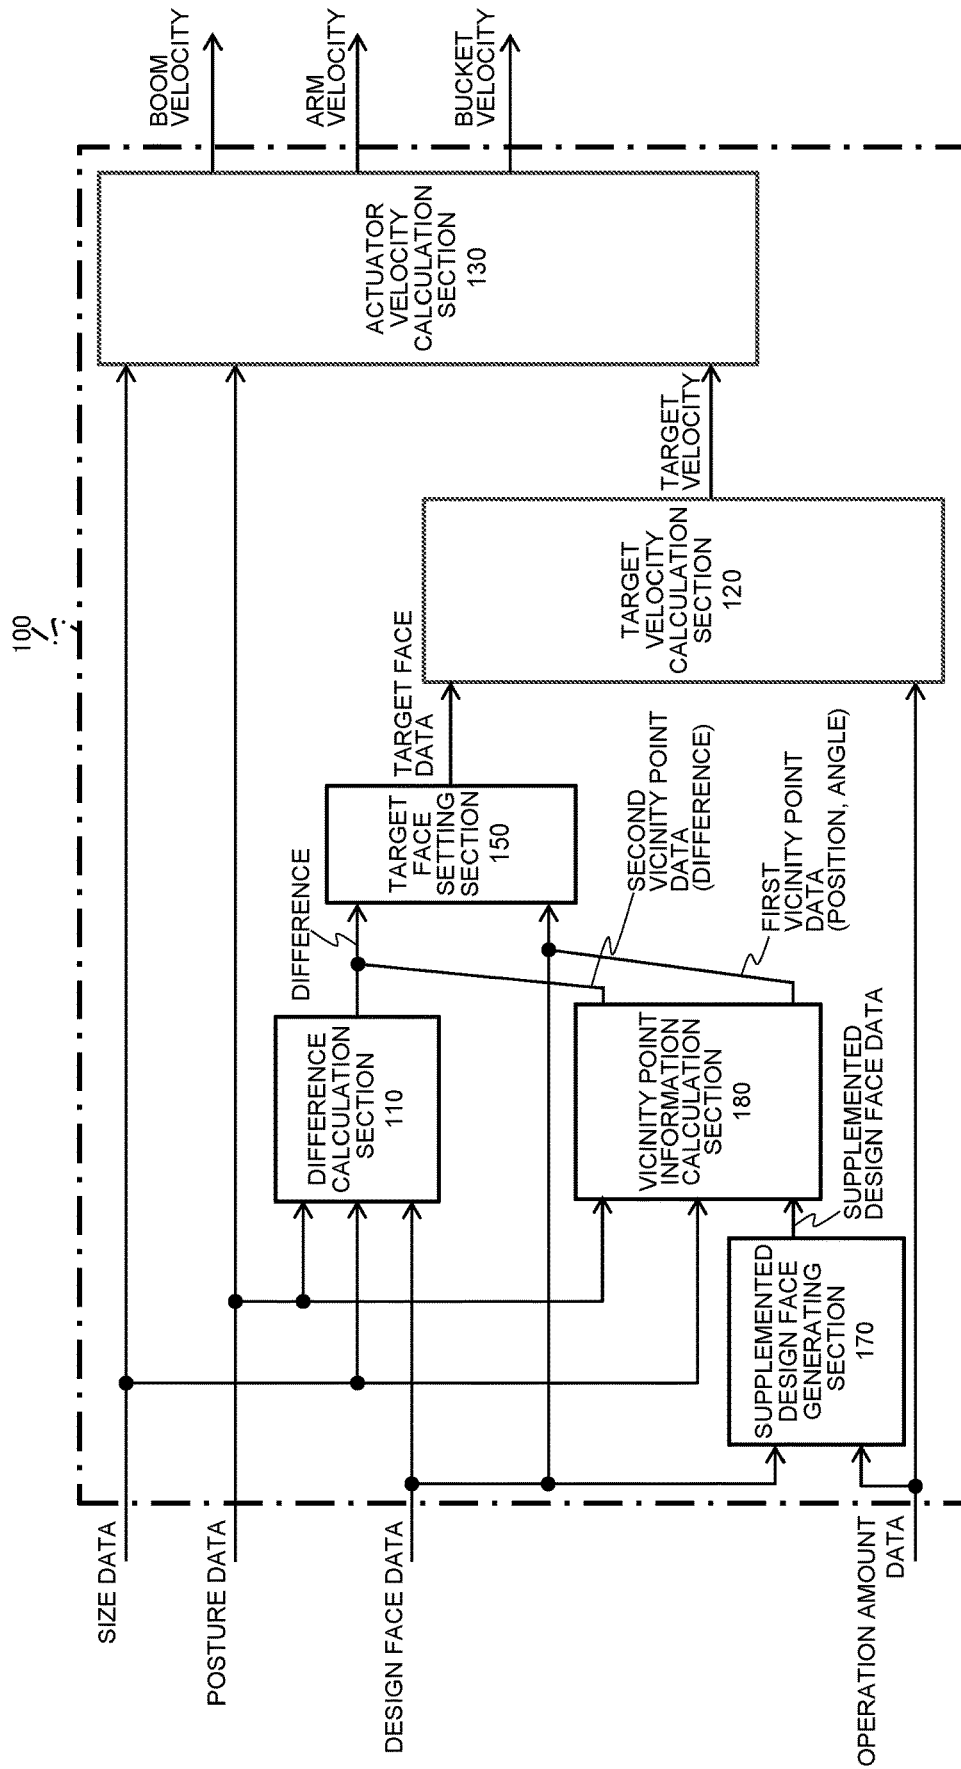 100
SIZE DATA
POSTURE DATA
DESIGN FACE DATA
OPERATION AMOUNT
DATA
DIFFERENCE
CALCULATION
SECTION
110
DIFFERENCE
SUPPLEMENTED
DESIGN FACE
GENERATING
SECTION
170
SUPPLEMENTED
DESIGN FACE DATA
VICINITY POINT
INFORMATION
CALCULATION
SECTION
180
SECOND
VICINITY POINT
DATA
(DIFFERENCE)
FIRST
VICINITY POINT
DATA
(POSITION, ANGLE)
TARGET
FACE
SETTING
SECTION
150
TARGET FACE
DATA
TARGET
VELOCITY
CALCULATION
SECTION
120
TARGET
VELOCITY
ACTUATOR
VELOCITY
CALCULATION
SECTION
130
BOOM
VELOCITY
ARM
VELOCITY
BUCKET
VELOCITY